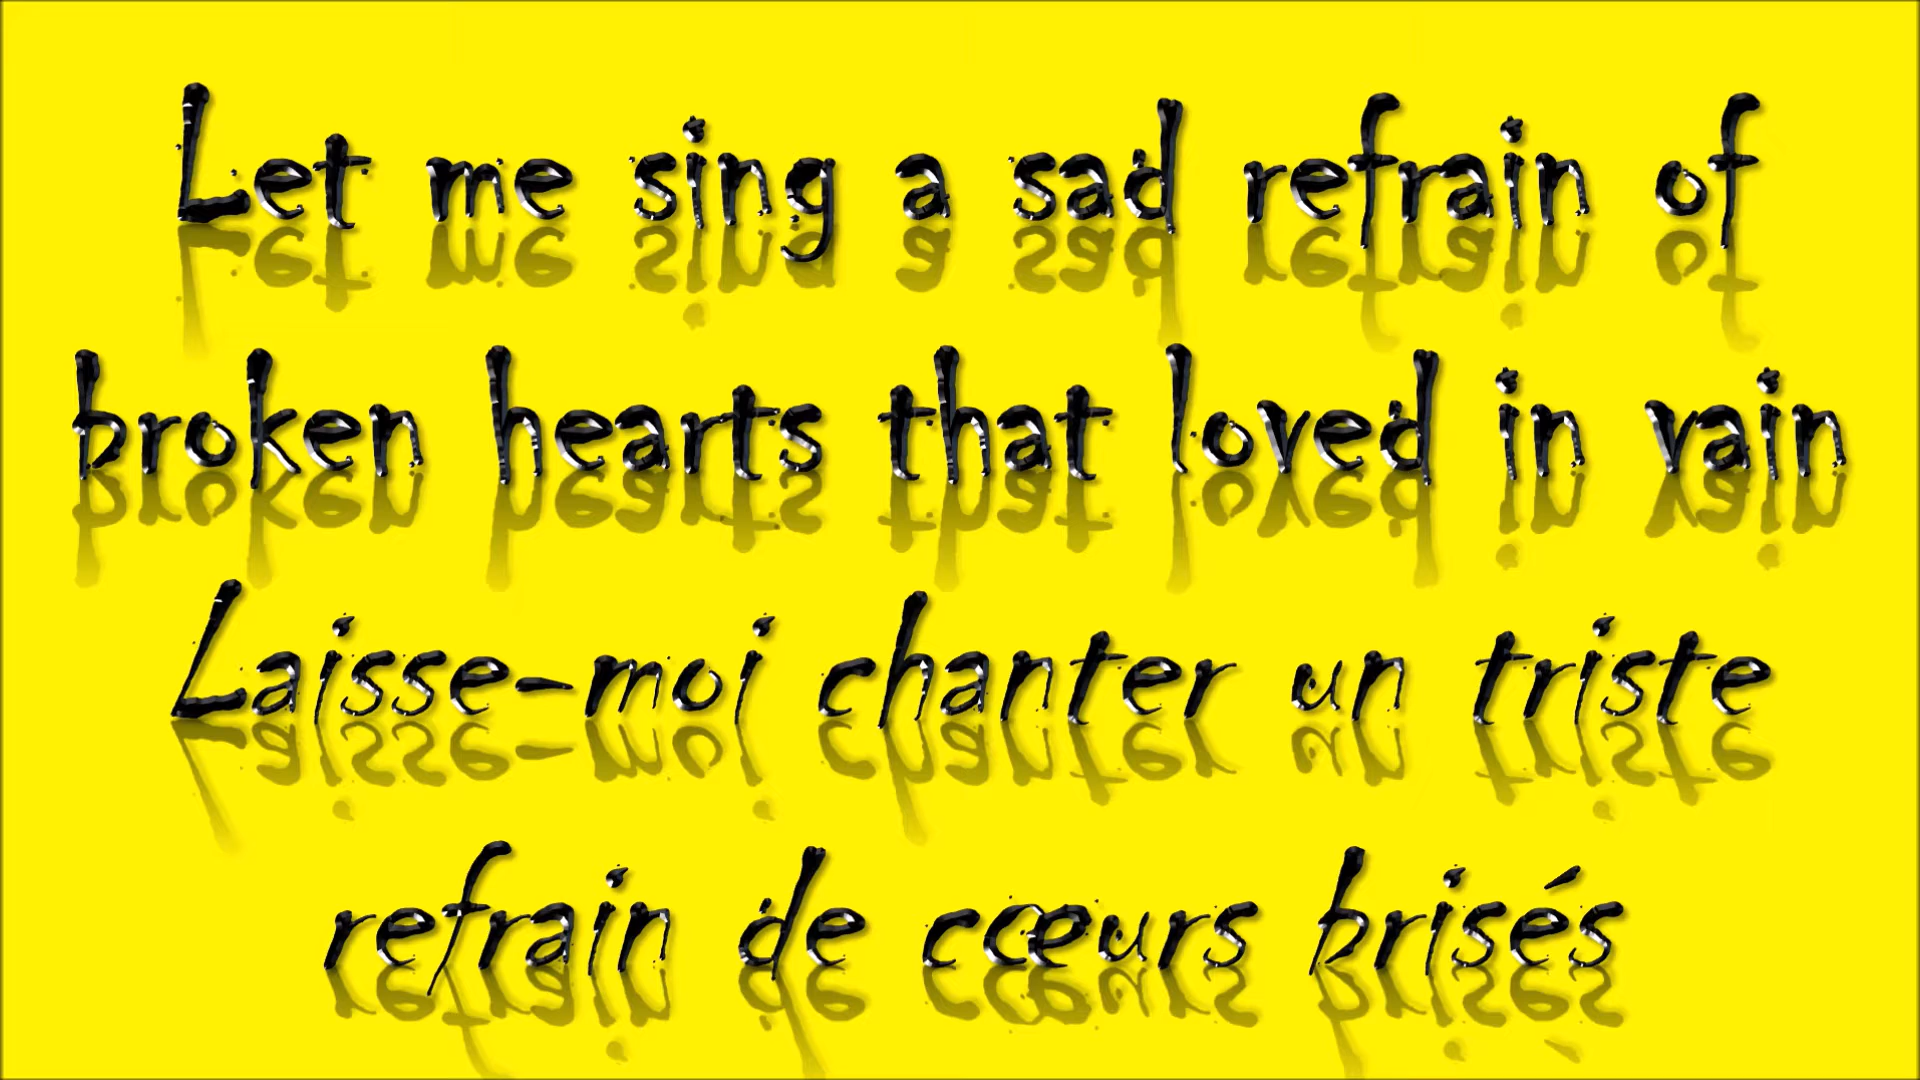 Let me sing a sad refrain of
broken hearts that loved in vain
Laisse-moi chanter un triste
refrain de cœurs brisés